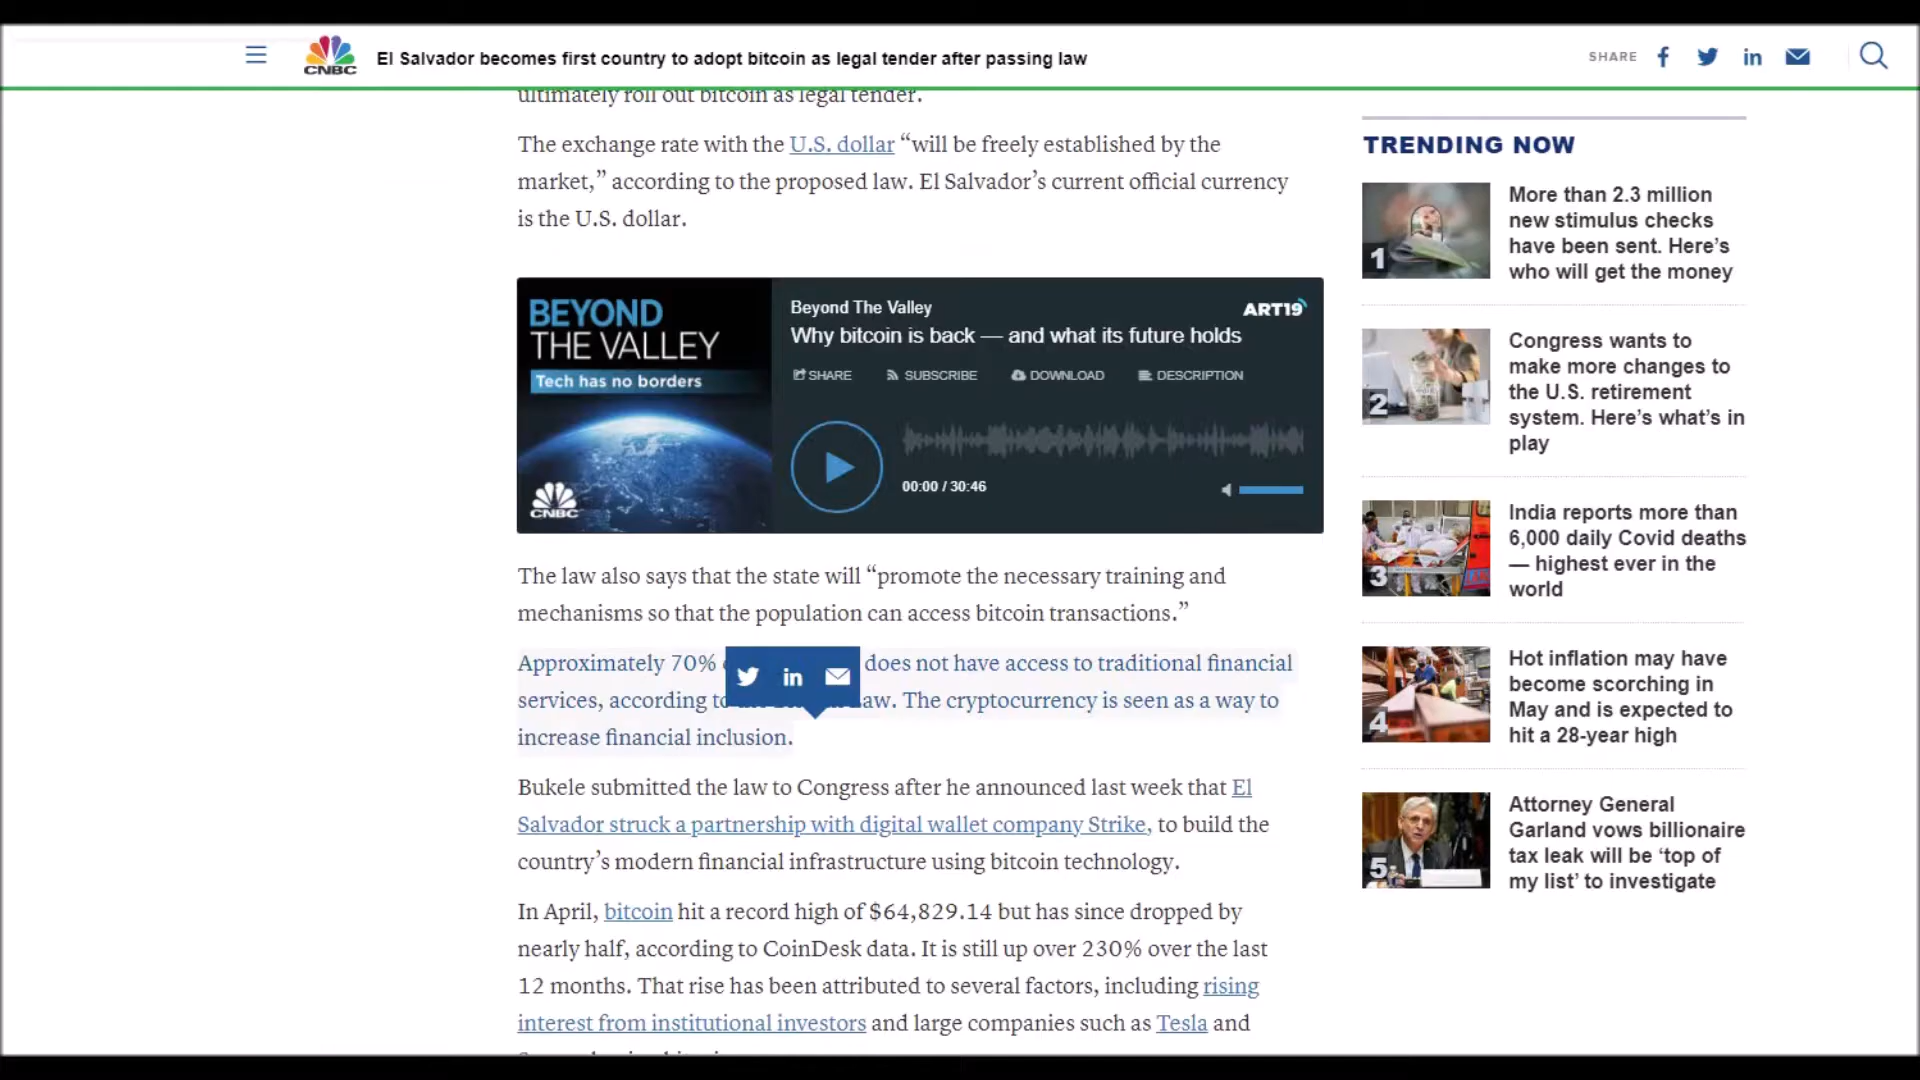 CNBC
El Salvador becomes first country to adopt bitcoin as legal tender after passing law
SHARE
ultimately roll out bitcoin as legal tender.
The exchange rate with the U.S. dollar “will be freely established by the
market,” according to the proposed law. El Salvador’s current official currency
is the U.S. dollar.
BEYOND
THE VALLEY
Tech has no borders
CNBC
Beyond The Valley
ART19
Why bitcoin is back — and what its future holds
SHARE SUBSCRIBE DOWNLOAD DESCRIPTION
00:00 / 30:46
The law also says that the state will “promote the necessary training and
mechanisms so that the population can access bitcoin transactions.”
Approximately 70% does not have access to traditional financial
services, according law. The cryptocurrency is seen as a way to
increase financial inclusion.
Bukele submitted the law to Congress after he announced last week that El
Salvador struck a partnership with digital wallet company Strike, to build the
country’s modern financial infrastructure using bitcoin technology.
In April, bitcoin hit a record high of $64,829.14 but has since dropped by
nearly half, according to CoinDesk data. It is still up over 230% over the last
12 months. That rise has been attributed to several factors, including rising
interest from institutional investors and large companies such as Tesla and
TRENDING NOW
1
More than 2.3 million
new stimulus checks
have been sent. Here’s
who will get the money
2
Congress wants to
make more changes to
the U.S. retirement
system. Here’s what’s in
play
3
India reports more than
6,000 daily Covid deaths
— highest ever in the
world
4
Hot inflation may have
become scorching in
May and is expected to
hit a 28-year high
5
Attorney General
Garland vows billionaire
tax leak will be ‘top of
my list’ to investigate